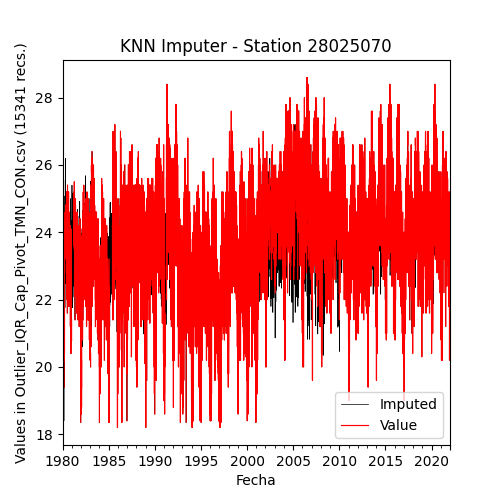 KNN Imputer - Station 28025070
Values in Outlier_IQR_Cap_Pivot_TMN_CON.csv (15341 recs.)
28
26
24
22
20
18
1980 1985 1990 1995 2000 2005 2010 2015 2020
Fecha
Imputed
Value